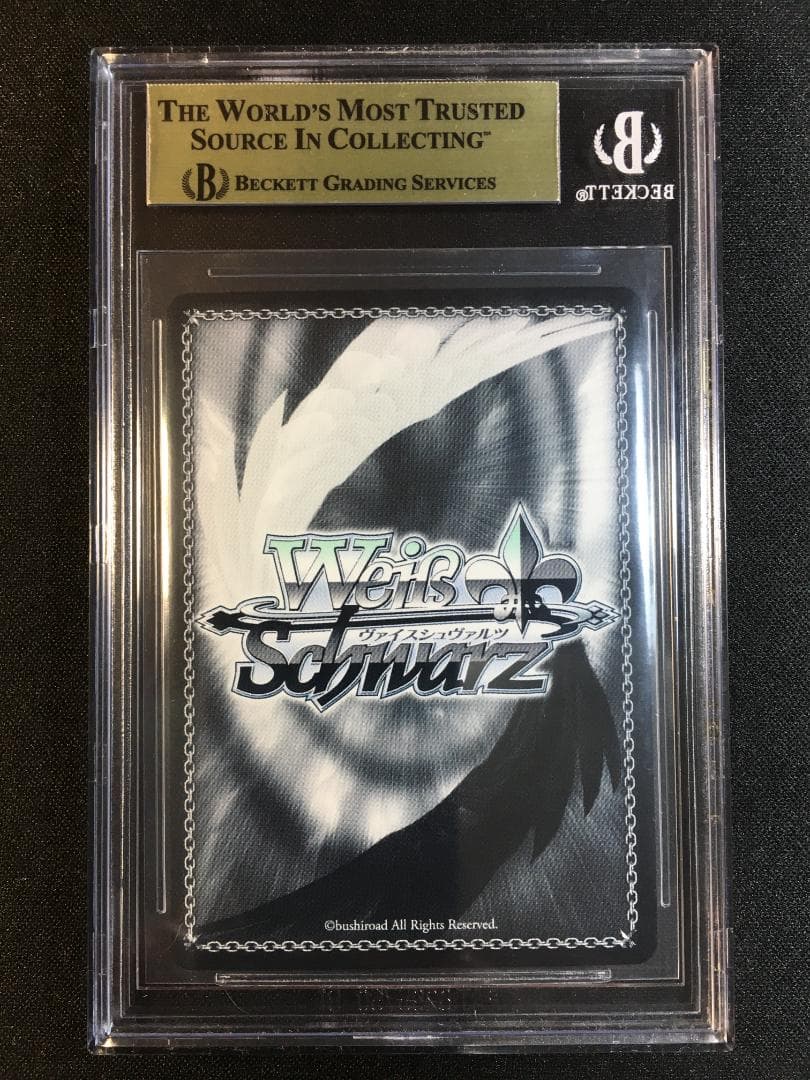 THE WORLD'S MOST TRUSTED
SOURCE IN COLLECTING™
B BECKETT GRADING SERVICES
B
BECKETT®
Weiß
ヴァイスシュヴァルツ
Schwarz
©bushiroad All Rights Reserved.